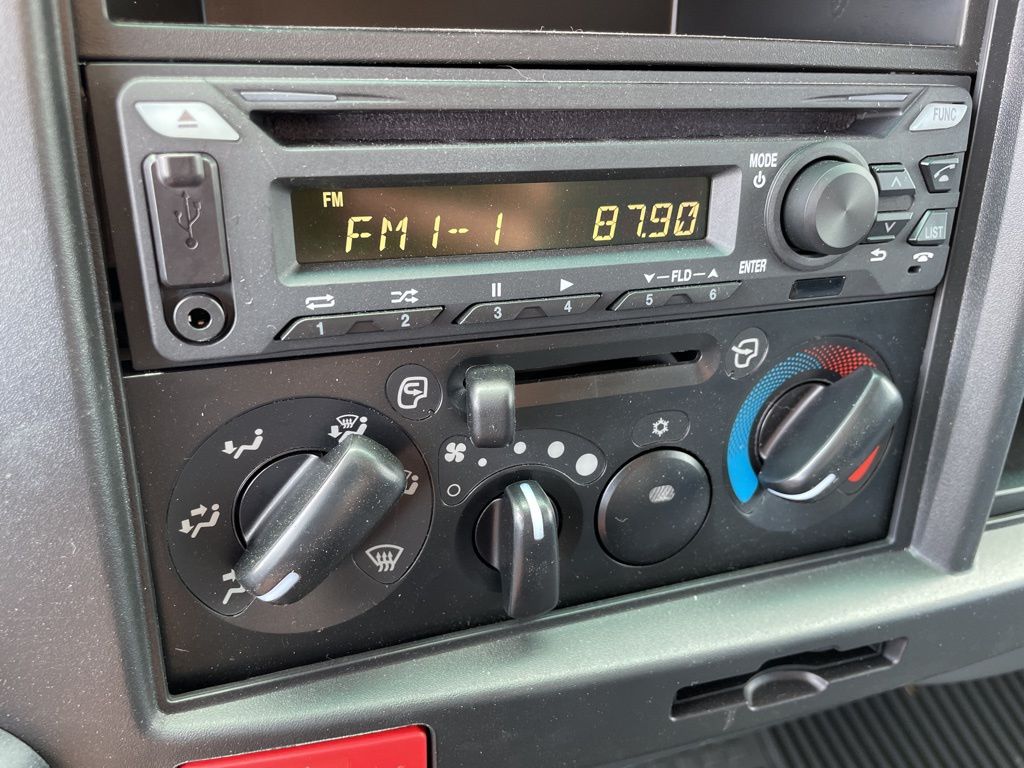 FUNC
MODE
FM
FM1-1 87.90
LIST
ENTER
FLD
1 2 3 4 5 6